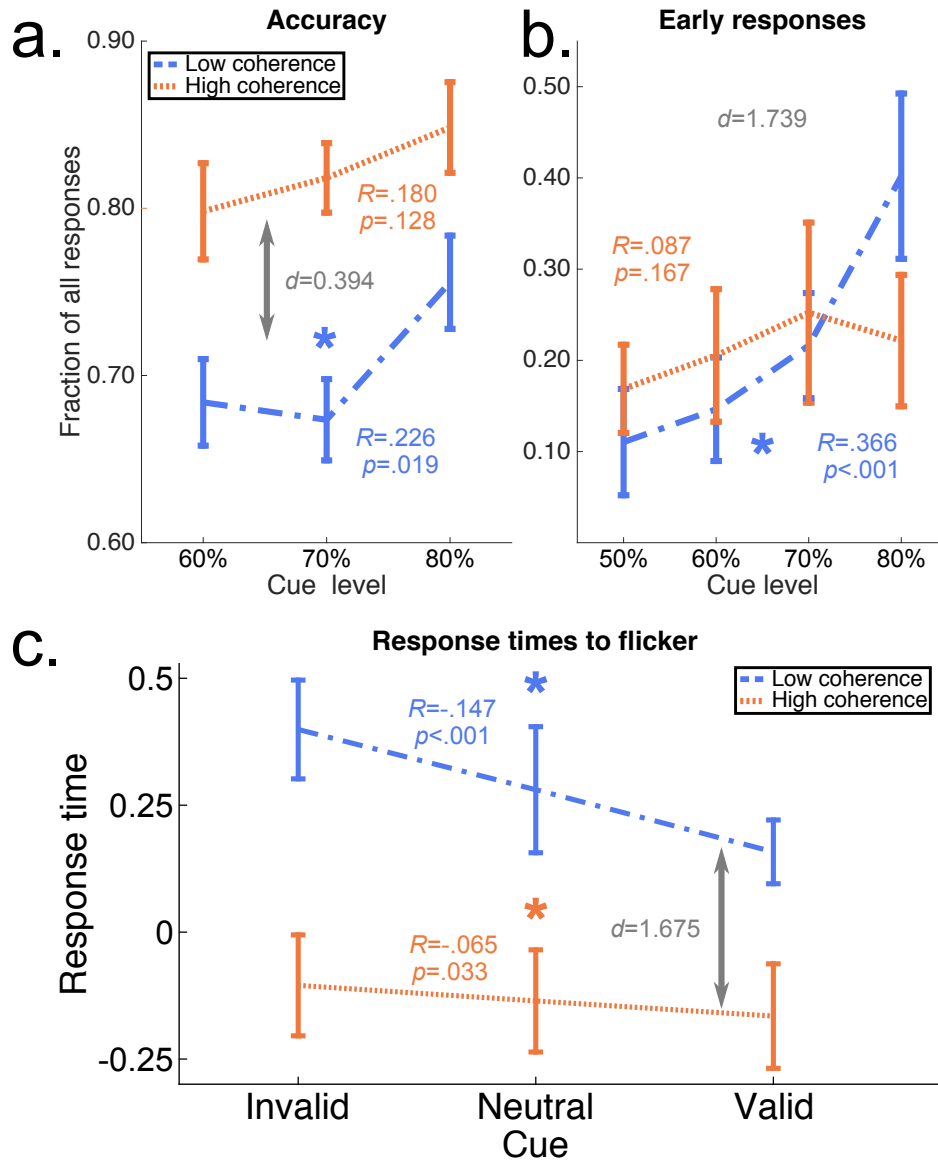 a.
Accuracy
0.90
Low coherence
High coherence
0.80
0.70
0.60
Fraction of all responses
R=.180
p=.128
d=0.394
*
R=.226
p=.019
60%
70%
80%
Cue level
b.
Early responses
0.50
0.40
0.30
0.20
0.10
d=1.739
R=.087
p=.167
*
R=.366
p<.001
50%
60%
70%
80%
Cue level
c.
Response times to flicker
Low coherence
High coherence
0.5
0.25
0
-0.25
Response time
*
R=-.147
p<.001
*
R=-.065
p=.033
d=1.675
Invalid
Neutral
Valid
Cue